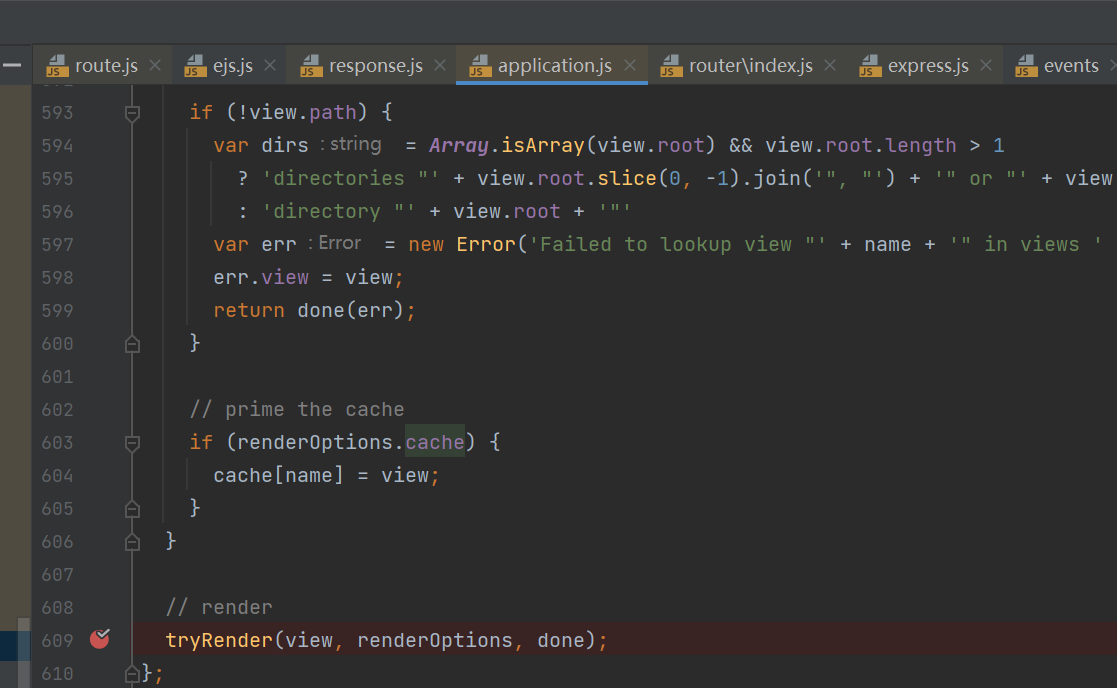 route.js ejs.js response.js application.js router\index.js express.js events
593 if (!view.path) {
594 var dirs : string = Array.isArray(view.root) && view.root.length > 1
595 ? 'directories "' + view.root.slice(0, -1).join('", "') + '" or "' + view
596 : 'directory "' + view.root + '"'
597 var err : Error = new Error('Failed to lookup view "' + name + '" in views '
598 err.view = view;
599 return done(err);
600 }
601
602 // prime the cache
603 if (renderOptions.cache) {
604 cache[name] = view;
605 }
606 }
607
608 // render
609 tryRender(view, renderOptions, done);
610 };